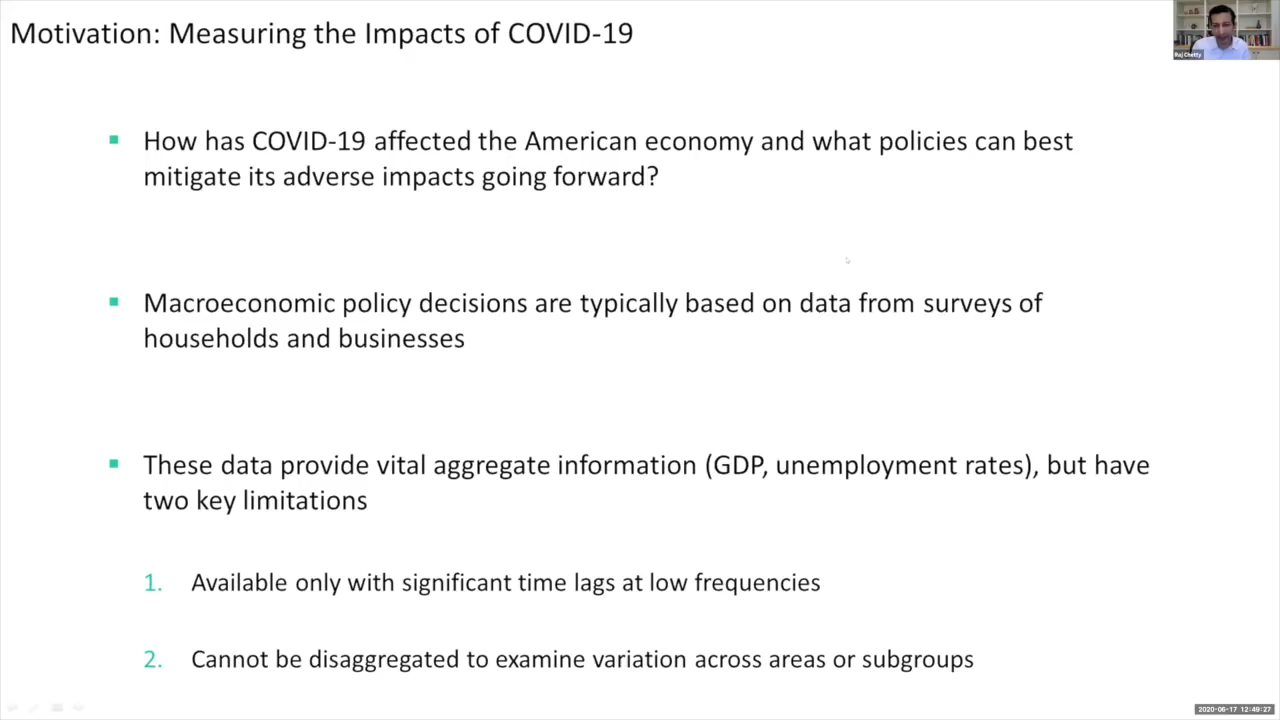 Motivation: Measuring the Impacts of COVID-19
Raj Chetty
How has COVID-19 affected the American economy and what policies can best
mitigate its adverse impacts going forward?
Macroeconomic policy decisions are typically based on data from surveys of
households and businesses
These data provide vital aggregate information (GDP, unemployment rates), but have
two key limitations
1. Available only with significant time lags at low frequencies
2. Cannot be disaggregated to examine variation across areas or subgroups
2020-06-17 12:49:27